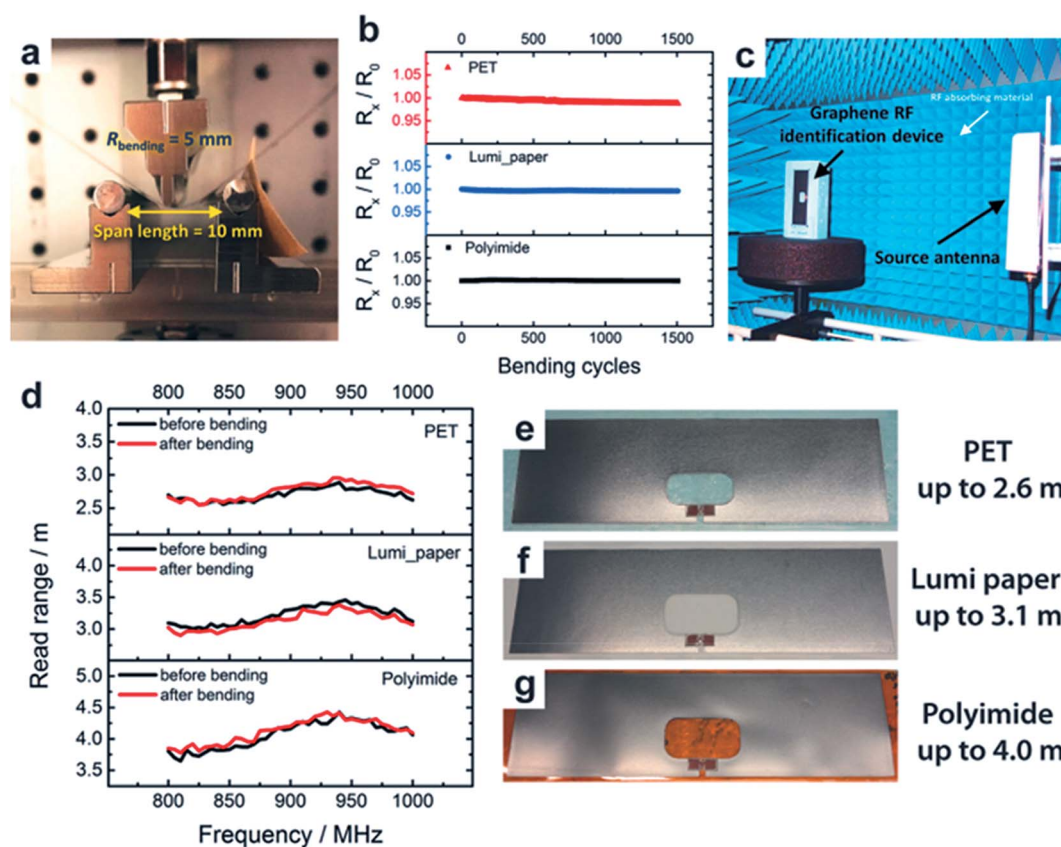 a
R_bending = 5 mm
Span length = 10 mm
b
0 500 1000 1500
R_x / R_0
1.05
1.00
0.95
PET
R_x / R_0
1.05
1.00
0.95
Lumi_paper
R_x / R_0
1.05
1.00
0.95
Polyimide
0 500 1000 1500
Bending cycles
c
RF absorbing material
Graphene RF
identification device
Source antenna
d
800 850 900 950 1000
Read range / m
4.0
3.5
3.0
2.5
before bending
after bending
PET
4.0
3.5
3.0
2.5
before bending
after bending
Lumi_paper
5.0
4.5
4.0
3.5
before bending
after bending
Polyimide
800 850 900 950 1000
Frequency / MHz
e
PET
up to 2.6 m
f
Lumi paper
up to 3.1 m
g
Polyimide
up to 4.0 m